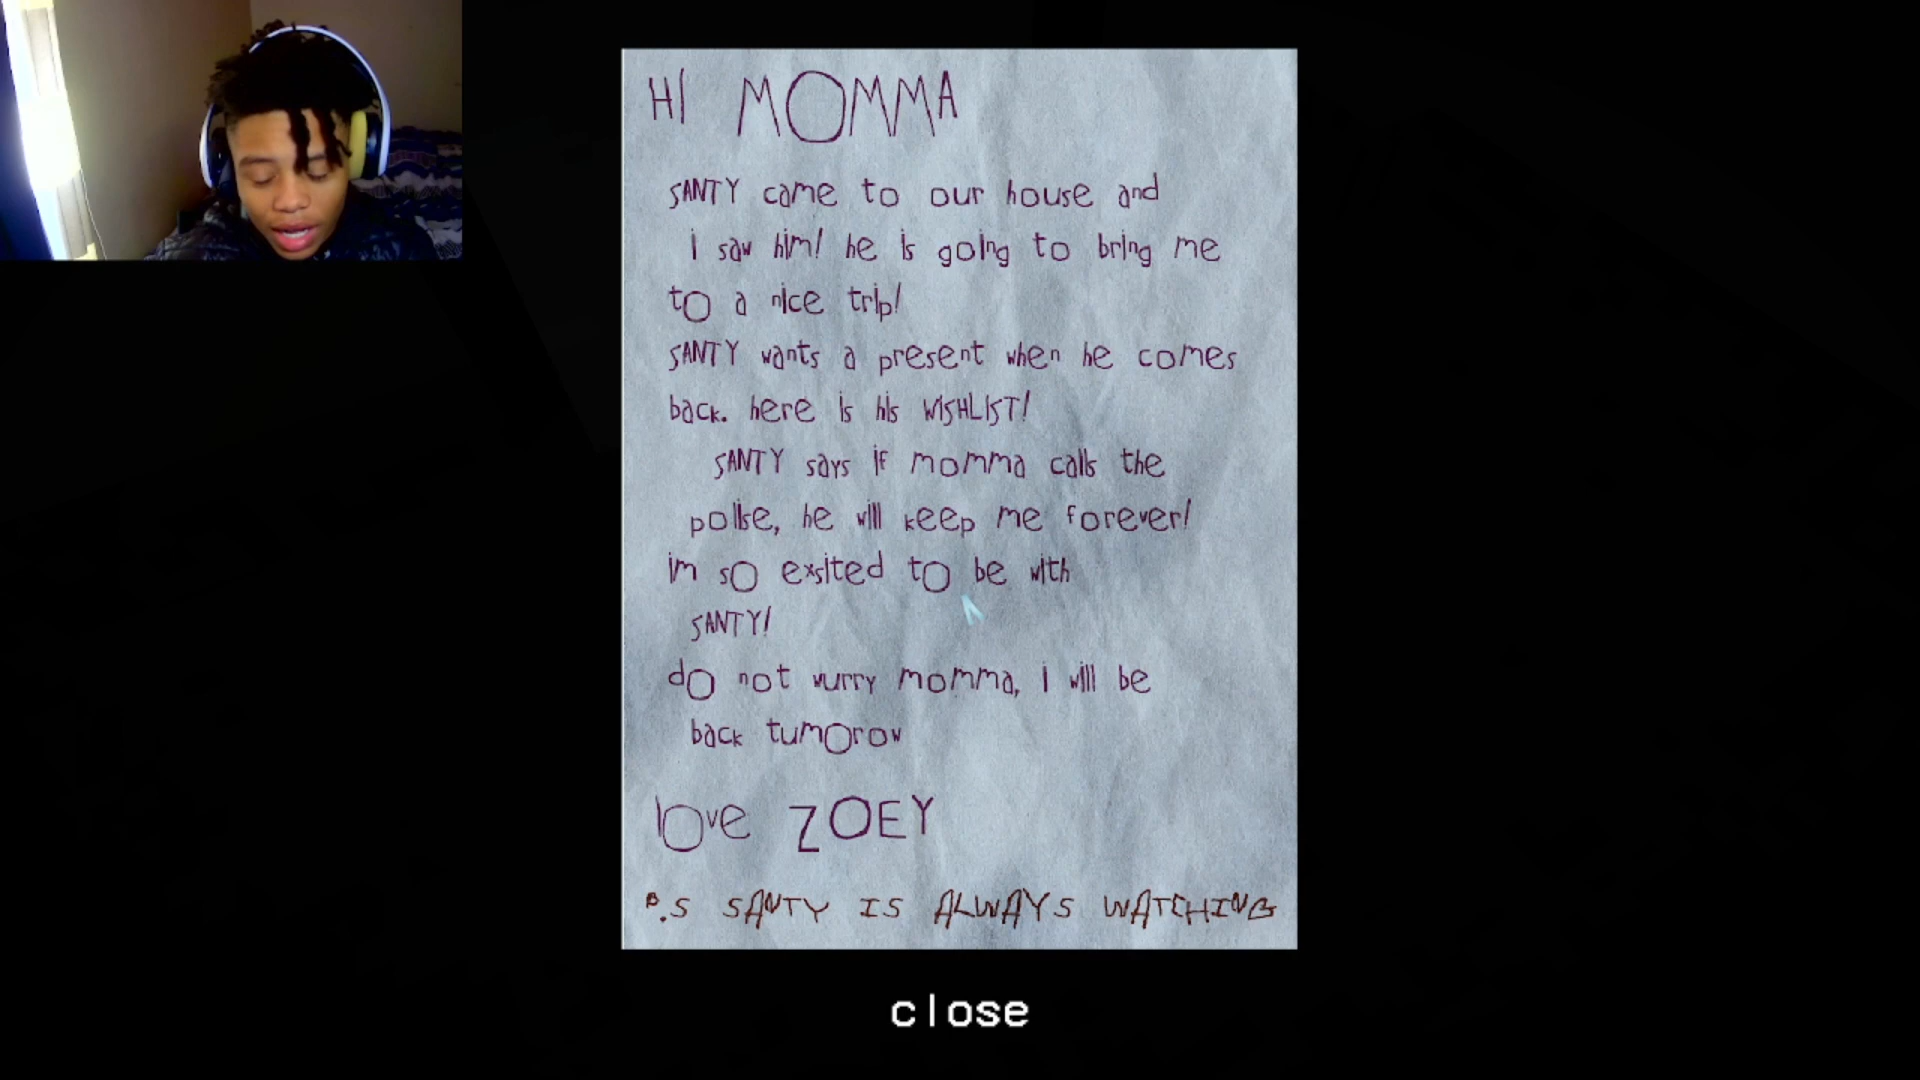 HI MOMMA
SANTY came to our house and
i saw him! he is going to bring me
to a nice trip!
SANTY wants a present when he comes
back. here is his WISHLIST!
SANTY says if momma calls the
polise, he will keep me forever!
im so exsited to be with
SANTY!
do not wurry momma, i will be
back tumorow
love ZOEY
P.S SANTY IS ALWAYS WATCHING
close